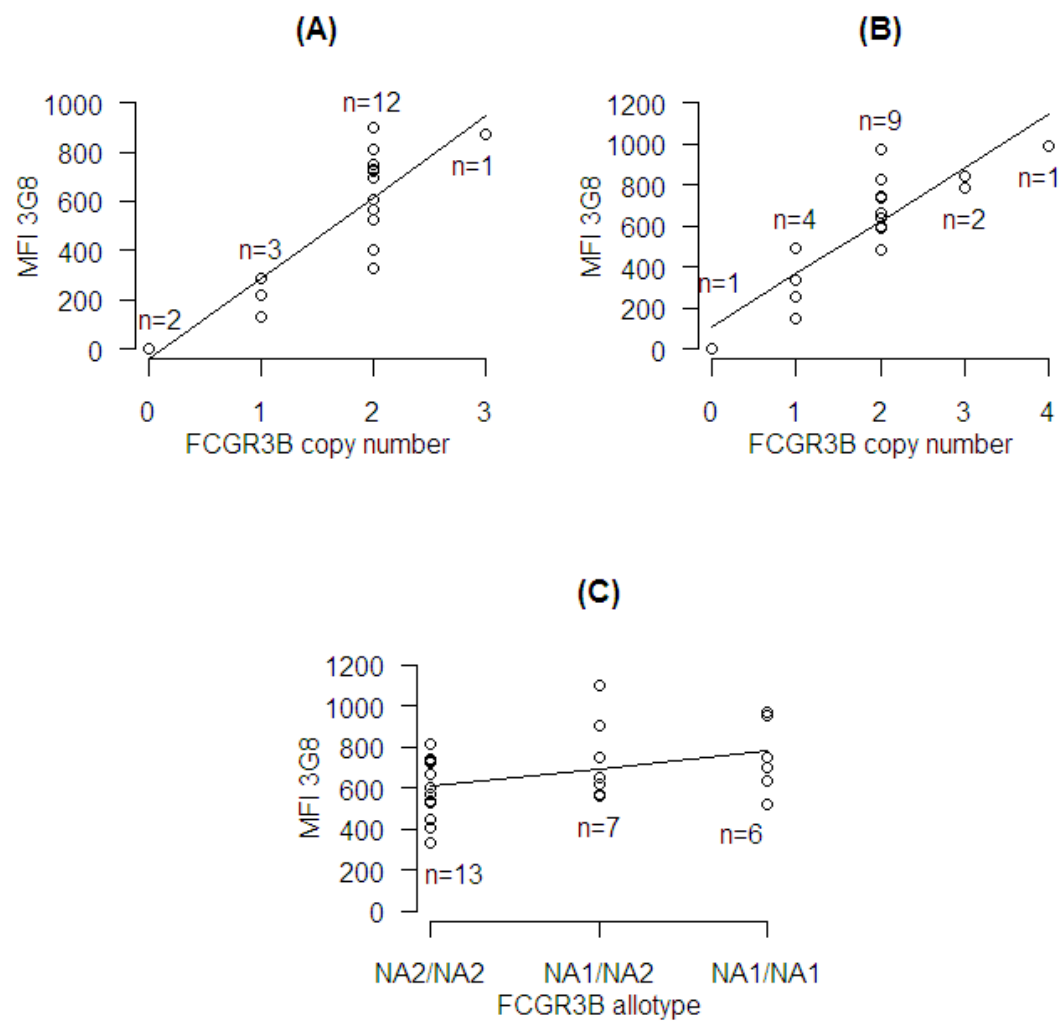 (A)
MFI 3G8
1000
800
600
400
200
0
n=2
n=3
n=12
n=1
0 1 2 3
FCGR3B copy number
(B)
MFI 3G8
1200
1000
800
600
400
200
0
n=1
n=4
n=9
n=2
n=1
0 1 2 3 4
FCGR3B copy number
(C)
MFI 3G8
1200
1000
800
600
400
200
0
n=13
n=7
n=6
NA2/NA2 NA1/NA2 NA1/NA1
FCGR3B allotype